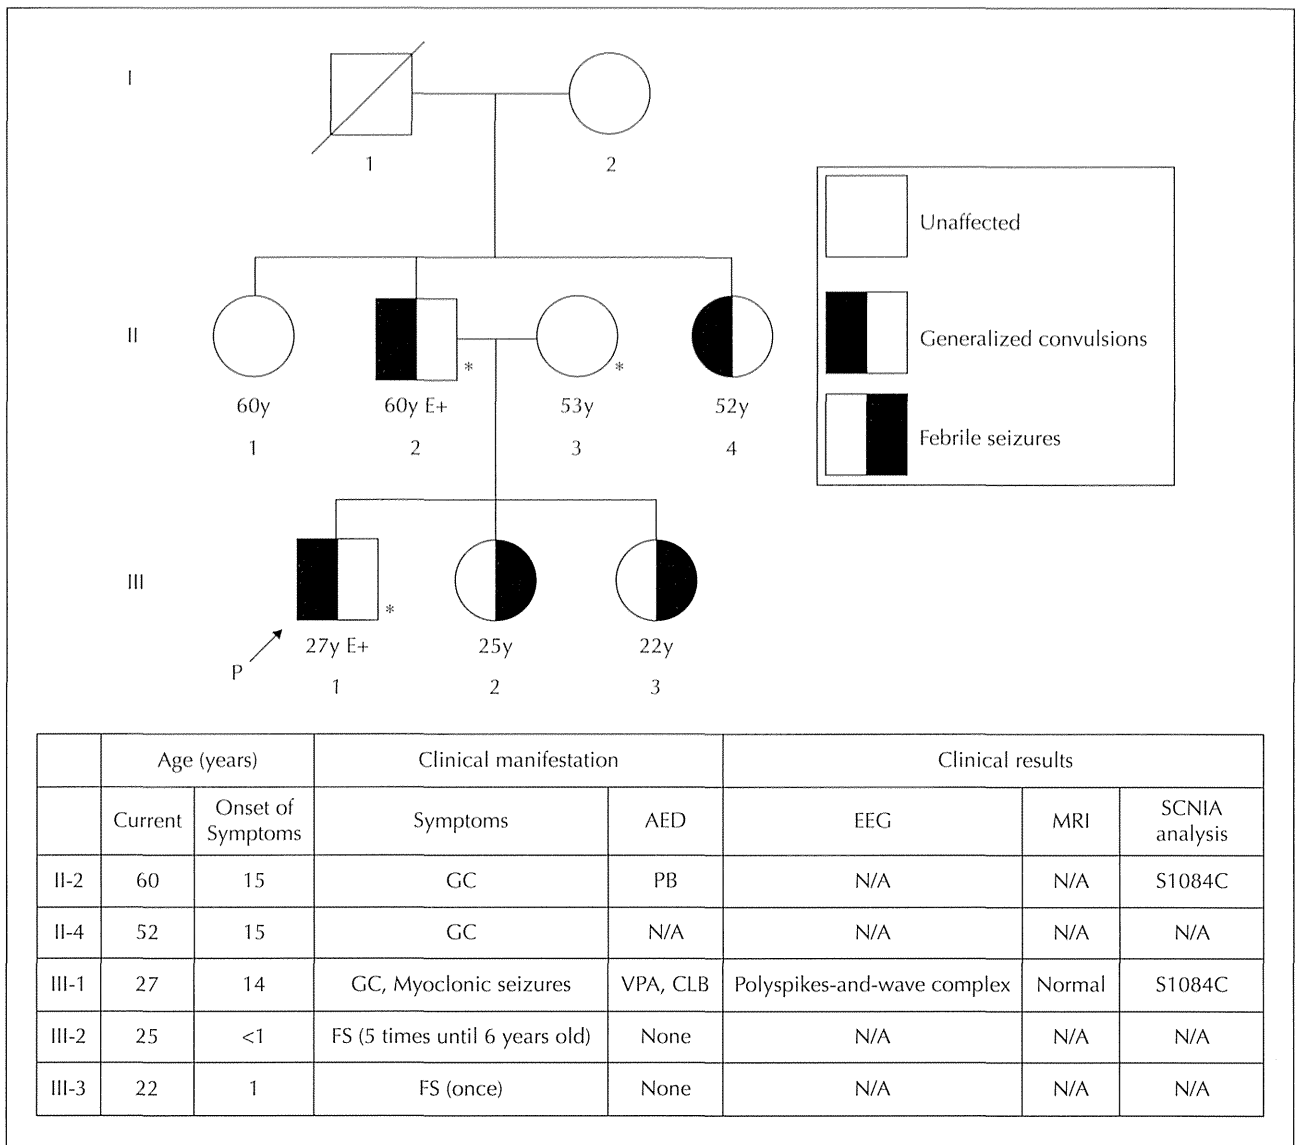 I
1
2
Unaffected
Generalized convulsions
Febrile seizures
II
*
*
60y
60y E+
53y
52y
1
2
3
4
III
*
P
27y E+
25y
22y
1
2
3
Age (years) Clinical manifestation Clinical results
Current Onset of Symptoms Symptoms AED EEG MRI SCNIA analysis
II-2 60 15 GC PB N/A N/A S1084C
II-4 52 15 GC N/A N/A N/A N/A
III-1 27 14 GC, Myoclonic seizures VPA, CLB Polyspikes-and-wave complex Normal S1084C
III-2 25 <1 FS (5 times until 6 years old) None N/A N/A N/A
III-3 22 1 FS (once) None N/A N/A N/A